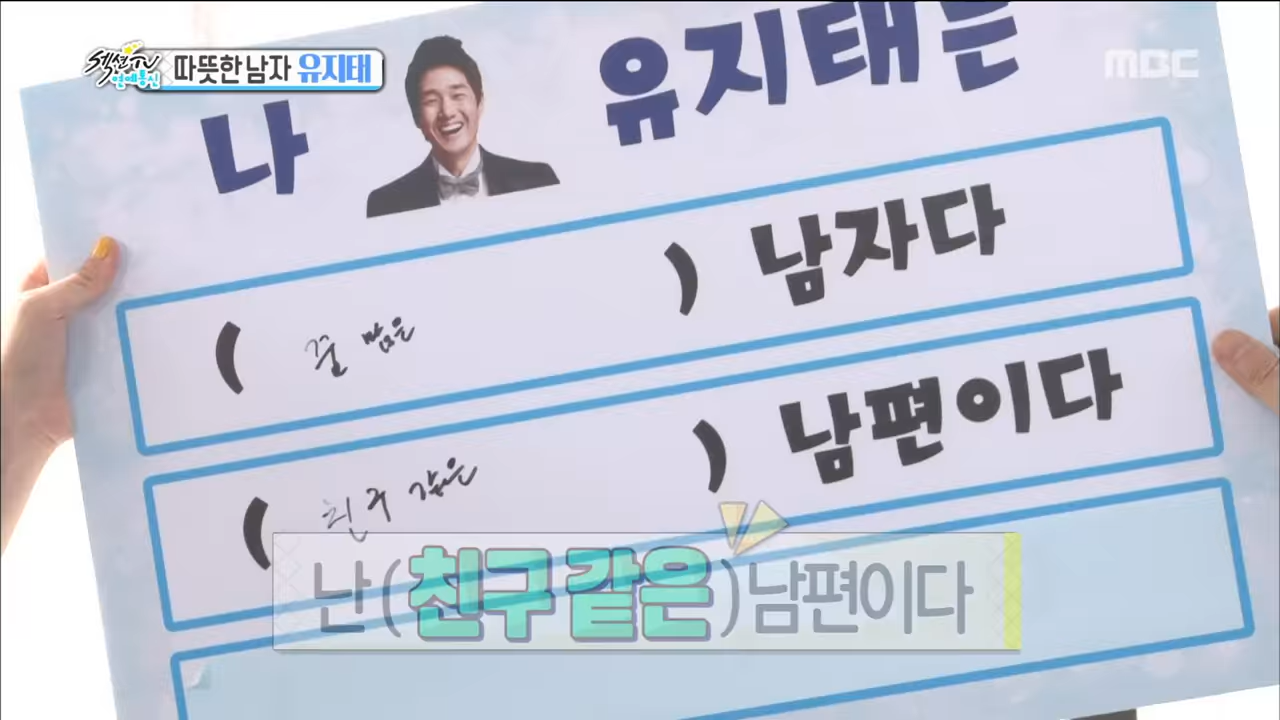 섹션TV 연예통신
따뜻한 남자 유지태
MBC
나 유지태는
( 꿈 많은 ) 남자다
( 친구 같은 ) 남편이다
난 ( 친구 같은 ) 남편이다